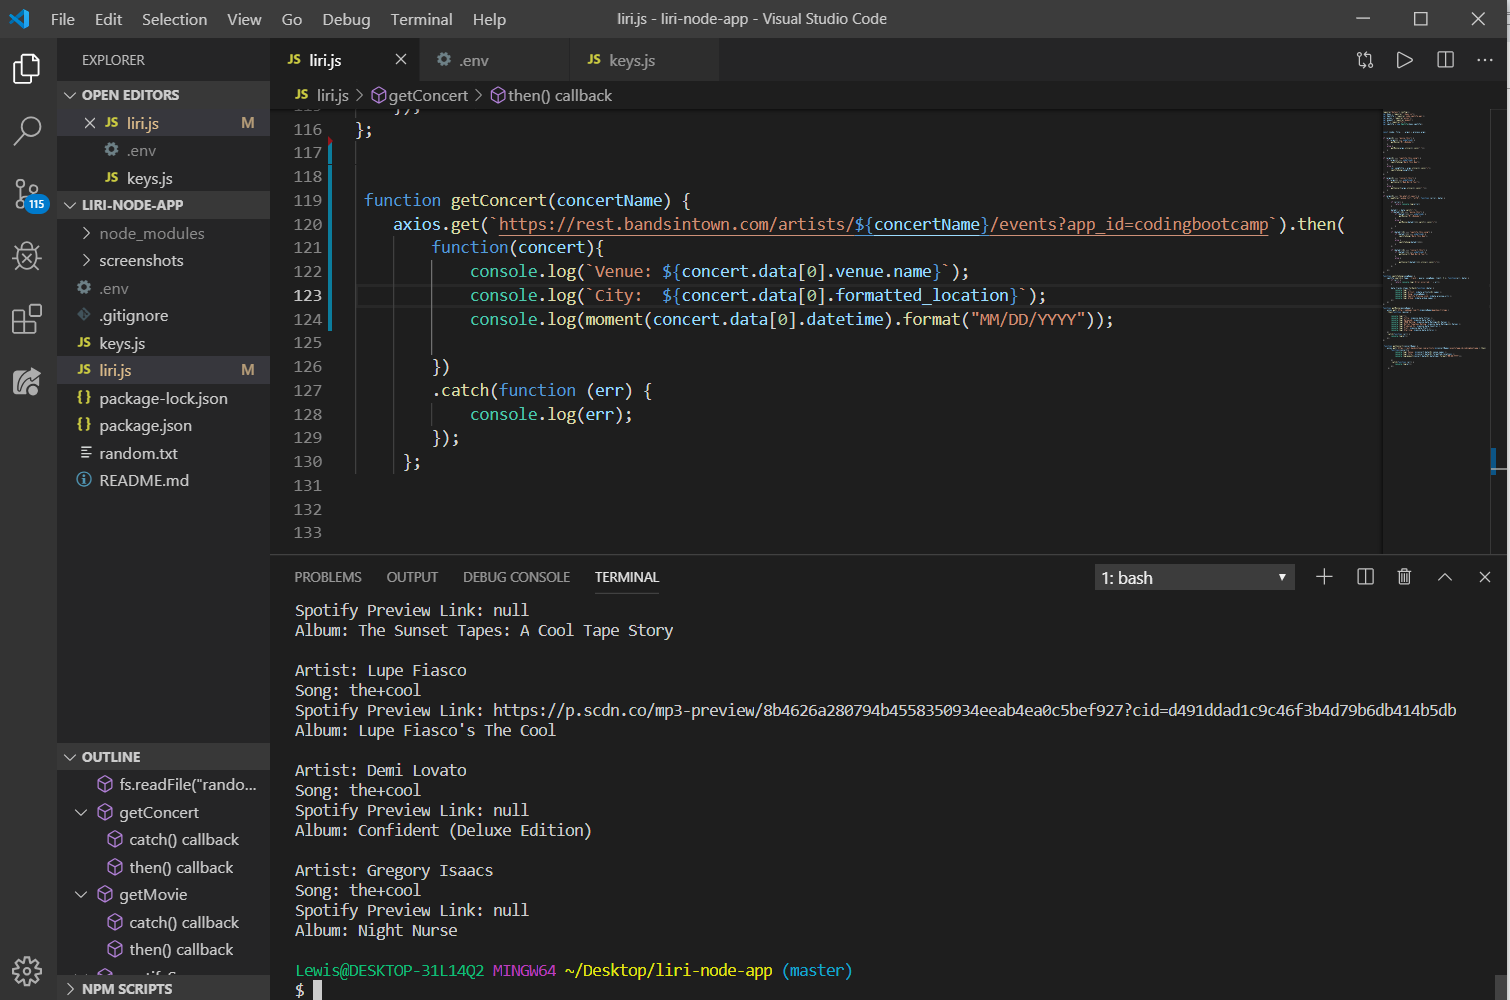 File Edit Selection View Go Debug Terminal Help
liri.js - liri-node-app - Visual Studio Code
EXPLORER
OPEN EDITORS
JS liri.js M
.env
JS keys.js
LIRI-NODE-APP
node_modules
screenshots
.env
.gitignore
JS keys.js
JS liri.js M
{} package-lock.json
{} package.json
random.txt
README.md
115
OUTLINE
fs.readFile("rando...
getConcert
catch() callback
then() callback
getMovie
catch() callback
then() callback
NPM SCRIPTS
JS liri.js
.env
JS keys.js
JS liri.js > getConcert > then() callback
116 };
117
118
119 function getConcert(concertName) {
120 axios.get(`https://rest.bandsintown.com/artists/${concertName}/events?app_id=codingbootcamp`).then(
121 function(concert){
122 console.log(`Venue: ${concert.data[0].venue.name}`);
123 console.log(`City:  ${concert.data[0].formatted_location}`);
124 console.log(moment(concert.data[0].datetime).format("MM/DD/YYYY"));
125
126 })
127 .catch(function (err) {
128 console.log(err);
129 });
130 };
131
132
133
PROBLEMS OUTPUT DEBUG CONSOLE TERMINAL
1: bash
Spotify Preview Link: null
Album: The Sunset Tapes: A Cool Tape Story
Artist: Lupe Fiasco
Song: the+cool
Spotify Preview Link: https://p.scdn.co/mp3-preview/8b4626a280794b4558350934eeab4ea0c5bef927?cid=d491ddad1c9c46f3b4d79b6db414b5db
Album: Lupe Fiasco's The Cool
Artist: Demi Lovato
Song: the+cool
Spotify Preview Link: null
Album: Confident (Deluxe Edition)
Artist: Gregory Isaacs
Song: the+cool
Spotify Preview Link: null
Album: Night Nurse
Lewis@DESKTOP-31L14Q2 MINGW64 ~/Desktop/liri-node-app (master)
$